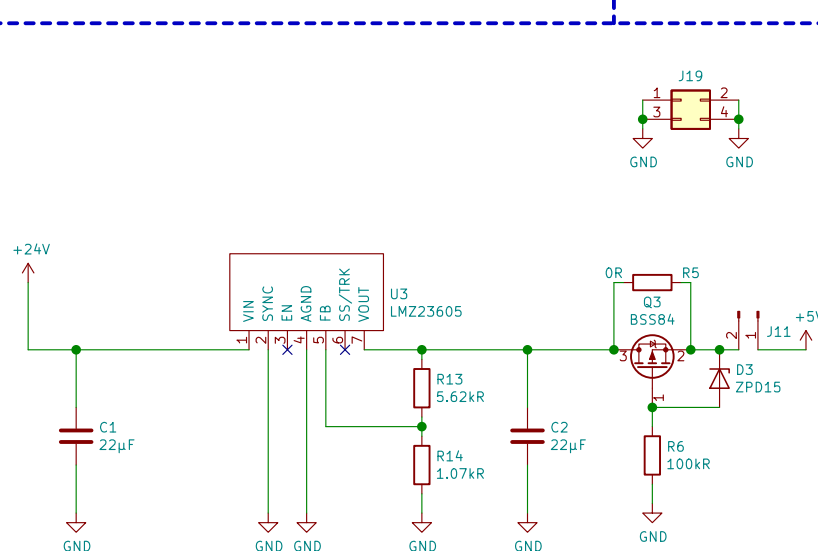 J19
1
2
3
4
GND
GND
+24V
U3
LMZ23605
VIN
SYNC
EN
AGND
FB
SS/TRK
VOUT
1
2
3
4
5
6
7
0R
R5
Q3
BSS84
3
2
1
2
1
J11
+5V
D3
ZPD15
R13
5.62kR
R14
1.07kR
C1
22µF
C2
22µF
R6
100kR
GND
GND
GND
GND
GND
GND